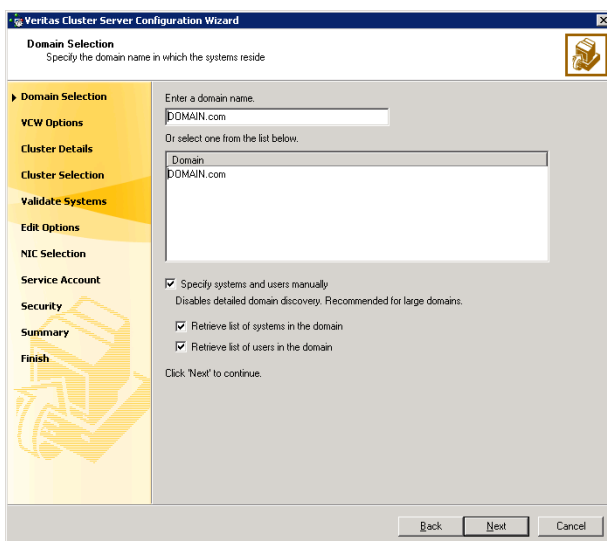 Veritas Cluster Server Configuration Wizard
Domain Selection
Specify the domain name in which the systems reside
Domain Selection
VCW Options
Cluster Details
Cluster Selection
Validate Systems
Edit Options
NIC Selection
Service Account
Security
Summary
Finish
Enter a domain name.
DOMAIN.com
Or select one from the list below.
Domain
DOMAIN.com
Specify systems and users manually
Disables detailed domain discovery. Recommended for large domains.
Retrieve list of systems in the domain
Retrieve list of users in the domain
Click 'Next' to continue.
Back Next Cancel